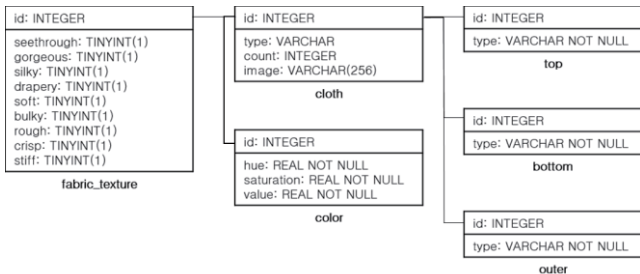 id: INTEGER
seethrough: TINYINT(1)
gorgeous: TINYINT(1)
silky: TINYINT(1)
drapery: TINYINT(1)
soft: TINYINT(1)
bulky: TINYINT(1)
rough: TINYINT(1)
crisp: TINYINT(1)
stiff: TINYINT(1)
fabric_texture
id: INTEGER
type: VARCHAR
count: INTEGER
image: VARCHAR(256)
cloth
id: INTEGER
hue: REAL NOT NULL
saturation: REAL NOT NULL
value: REAL NOT NULL
color
id: INTEGER
type: VARCHAR NOT NULL
top
id: INTEGER
type: VARCHAR NOT NULL
bottom
id: INTEGER
type: VARCHAR NOT NULL
outer